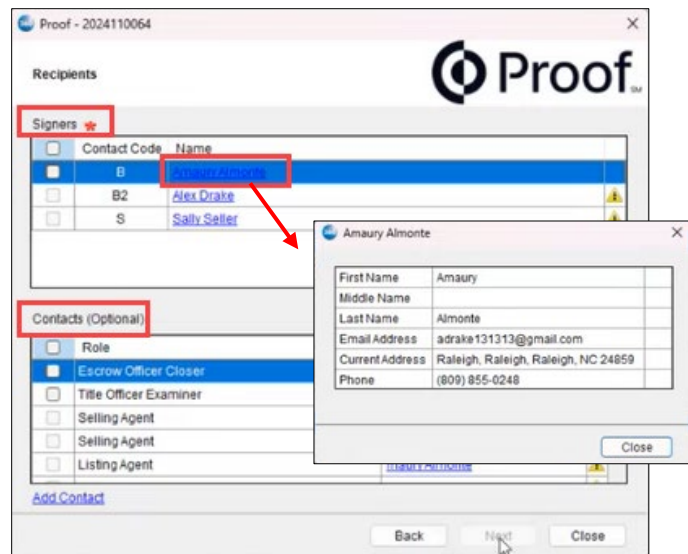 Proof - 2024110064
Recipients
Proof
SM
Signers *
Contact Code Name
B Amaury Almonte
B2 Alex Drake
S Sally Seller
Amaury Almonte
First Name Amaury
Middle Name
Last Name Almonte
Email Address adrake131313@gmail.com
Current Address Raleigh, Raleigh, Raleigh, NC 24859
Phone (809) 855-0248
Close
Contacts (Optional)
Role
Escrow Officer Closer
Title Officer Examiner
Selling Agent
Selling Agent
Listing Agent Almonte
Add Contact
Back Next Close